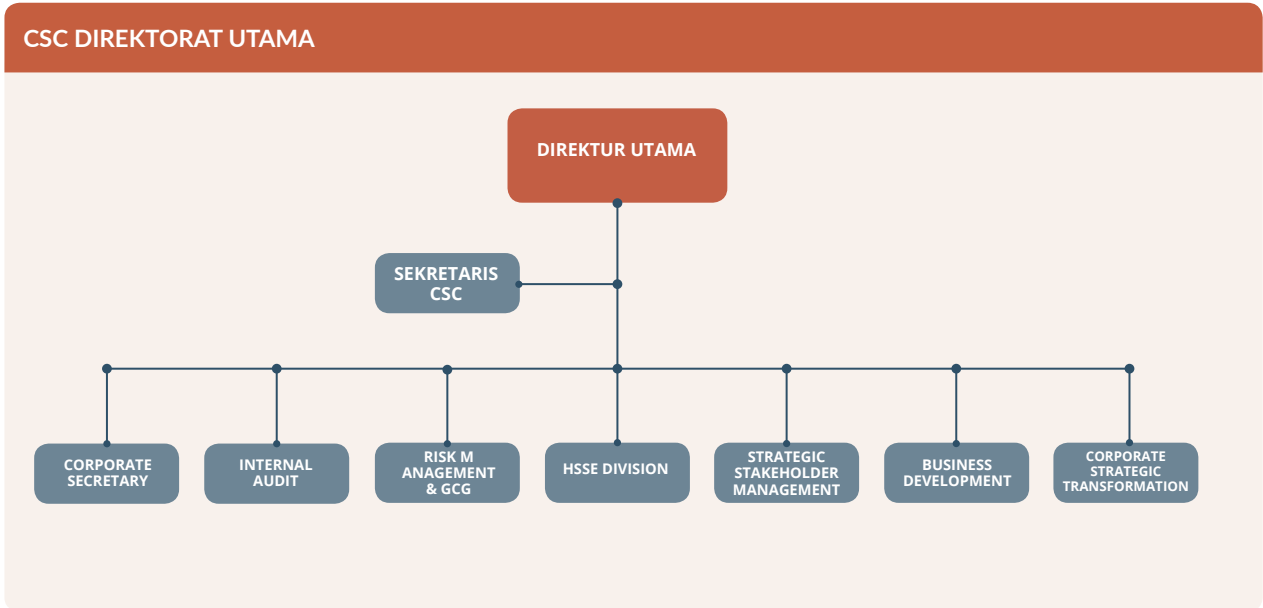 CSC DIREKTORAT UTAMA
DIREKTUR UTAMA
SEKRETARIS
CSC
CORPORATE
SECRETARY
INTERNAL
AUDIT
RISK M
ANAGEMENT
& GCG
HSSE DIVISION
STRATEGIC
STAKEHOLDER
MANAGEMENT
BUSINESS
DEVELOPMENT
CORPORATE
STRATEGIC
TRANSFORMATION